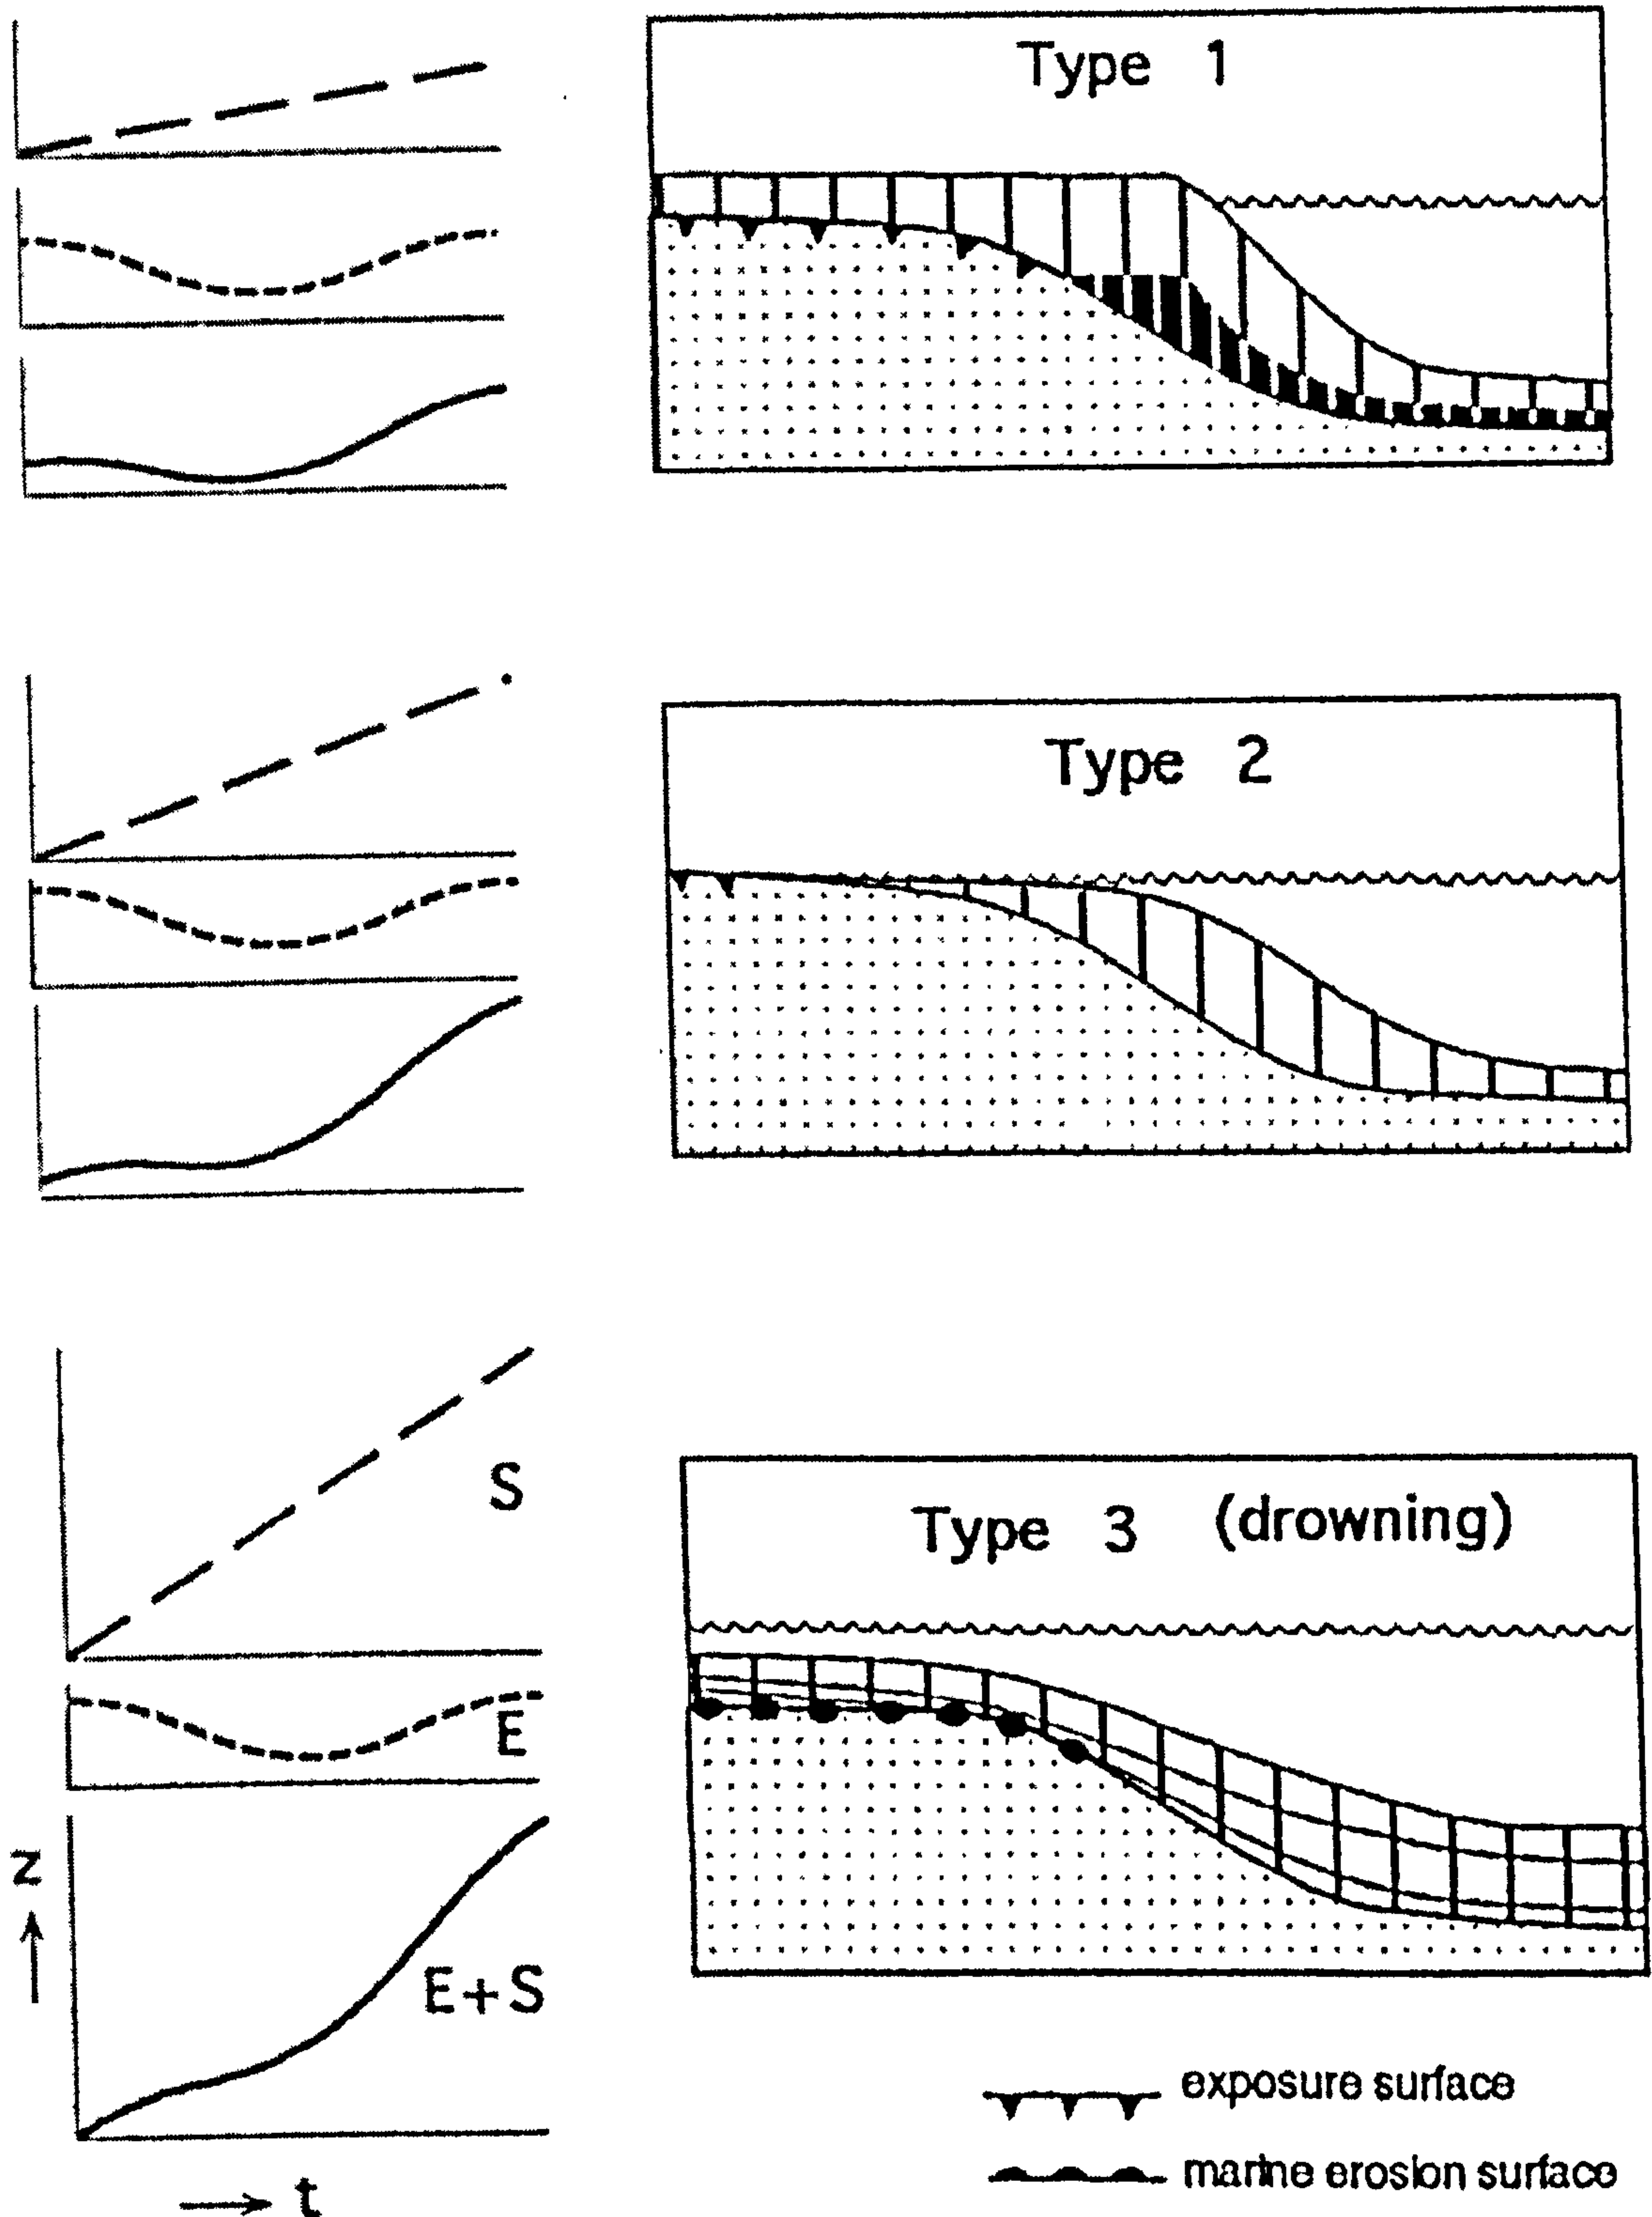 Type 1
Type 2
Type 3 (drowning)
S
E
z
E+S
t
exposure surface
marine erosion surface